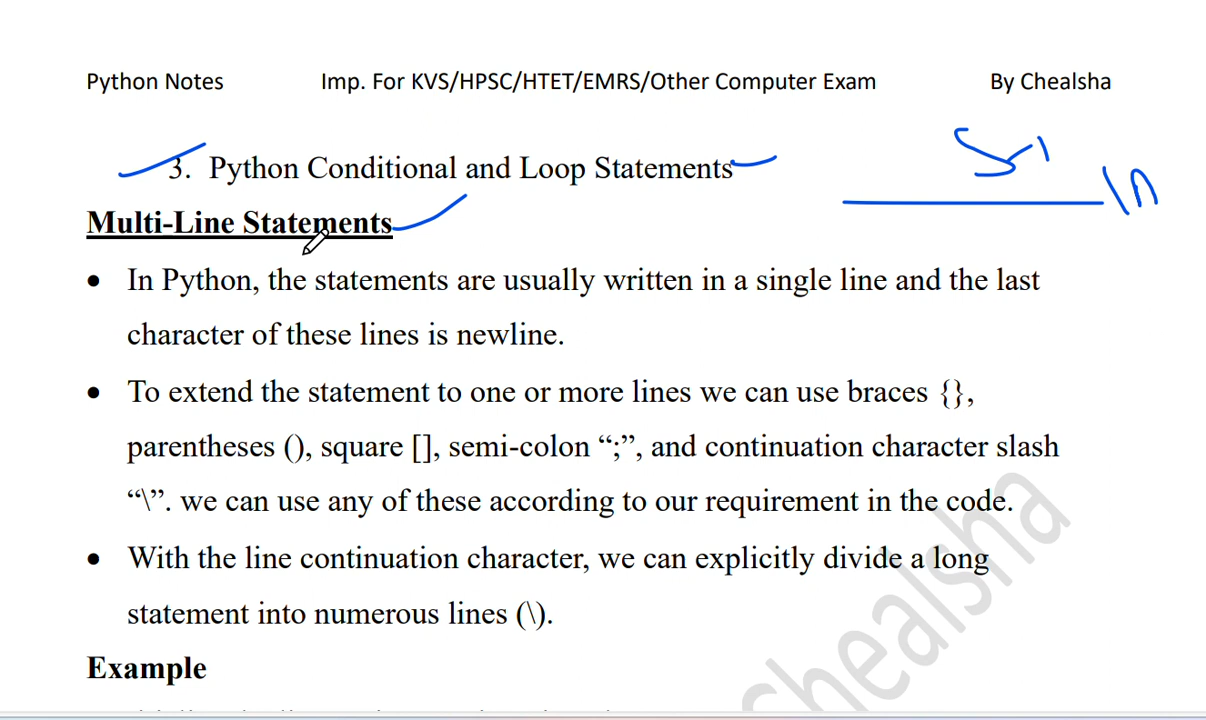 Python Notes Imp. For KVS/HPSC/HTET/EMRS/Other Computer Exam By Chealsha
3. Python Conditional and Loop Statements
Multi-Line Statements
• In Python, the statements are usually written in a single line and the last
character of these lines is newline.
• To extend the statement to one or more lines we can use braces {},
parentheses (), square [], semi-colon “;”, and continuation character slash
“\”. we can use any of these according to our requirement in the code.
• With the line continuation character, we can explicitly divide a long
statement into numerous lines (\).
Example
Chealsha